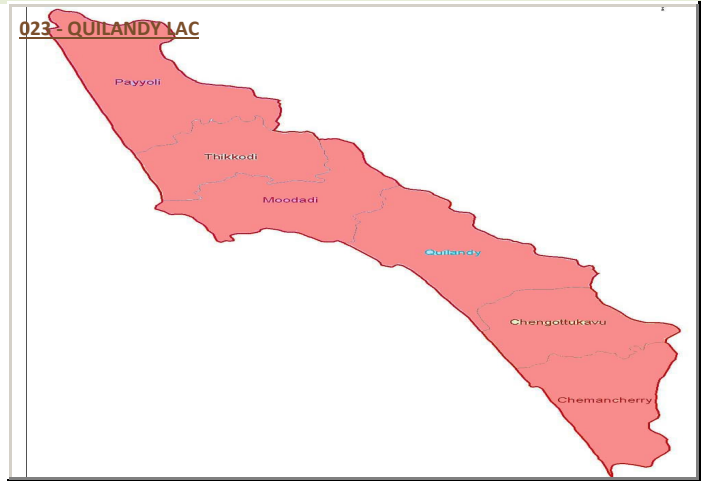 023 - QUILANDY LAC
Payyoli
Thikkodi
Moodadi
Quilandy
Chengottukavu
Chemancherry